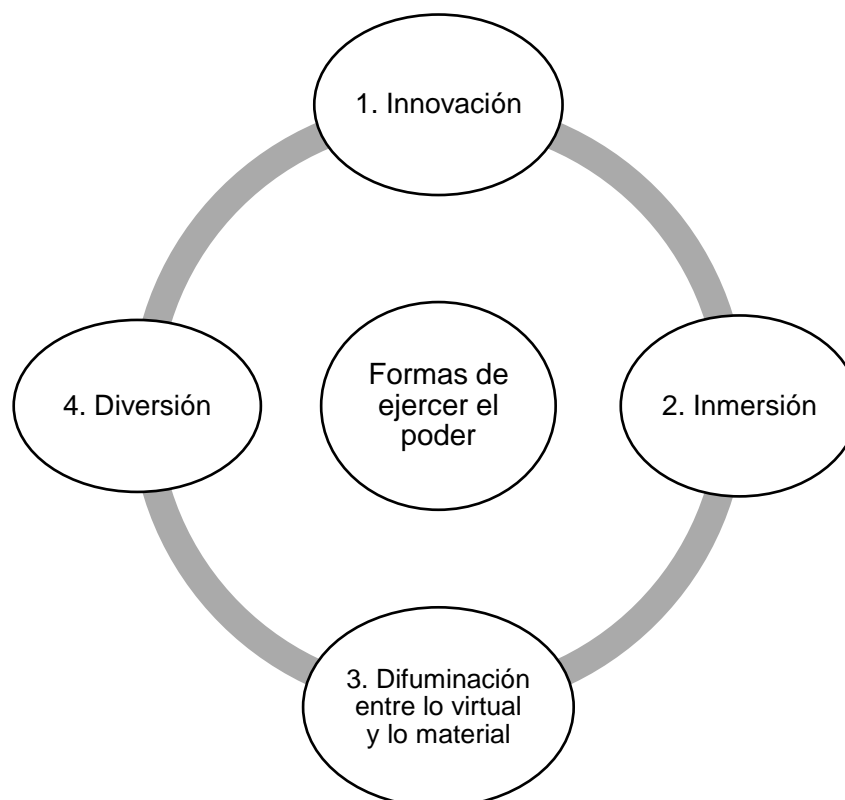 1. Innovación
4. Diversión
Formas de
ejercer el
poder
2. Inmersión
3. Difuminación
entre lo virtual
y lo material